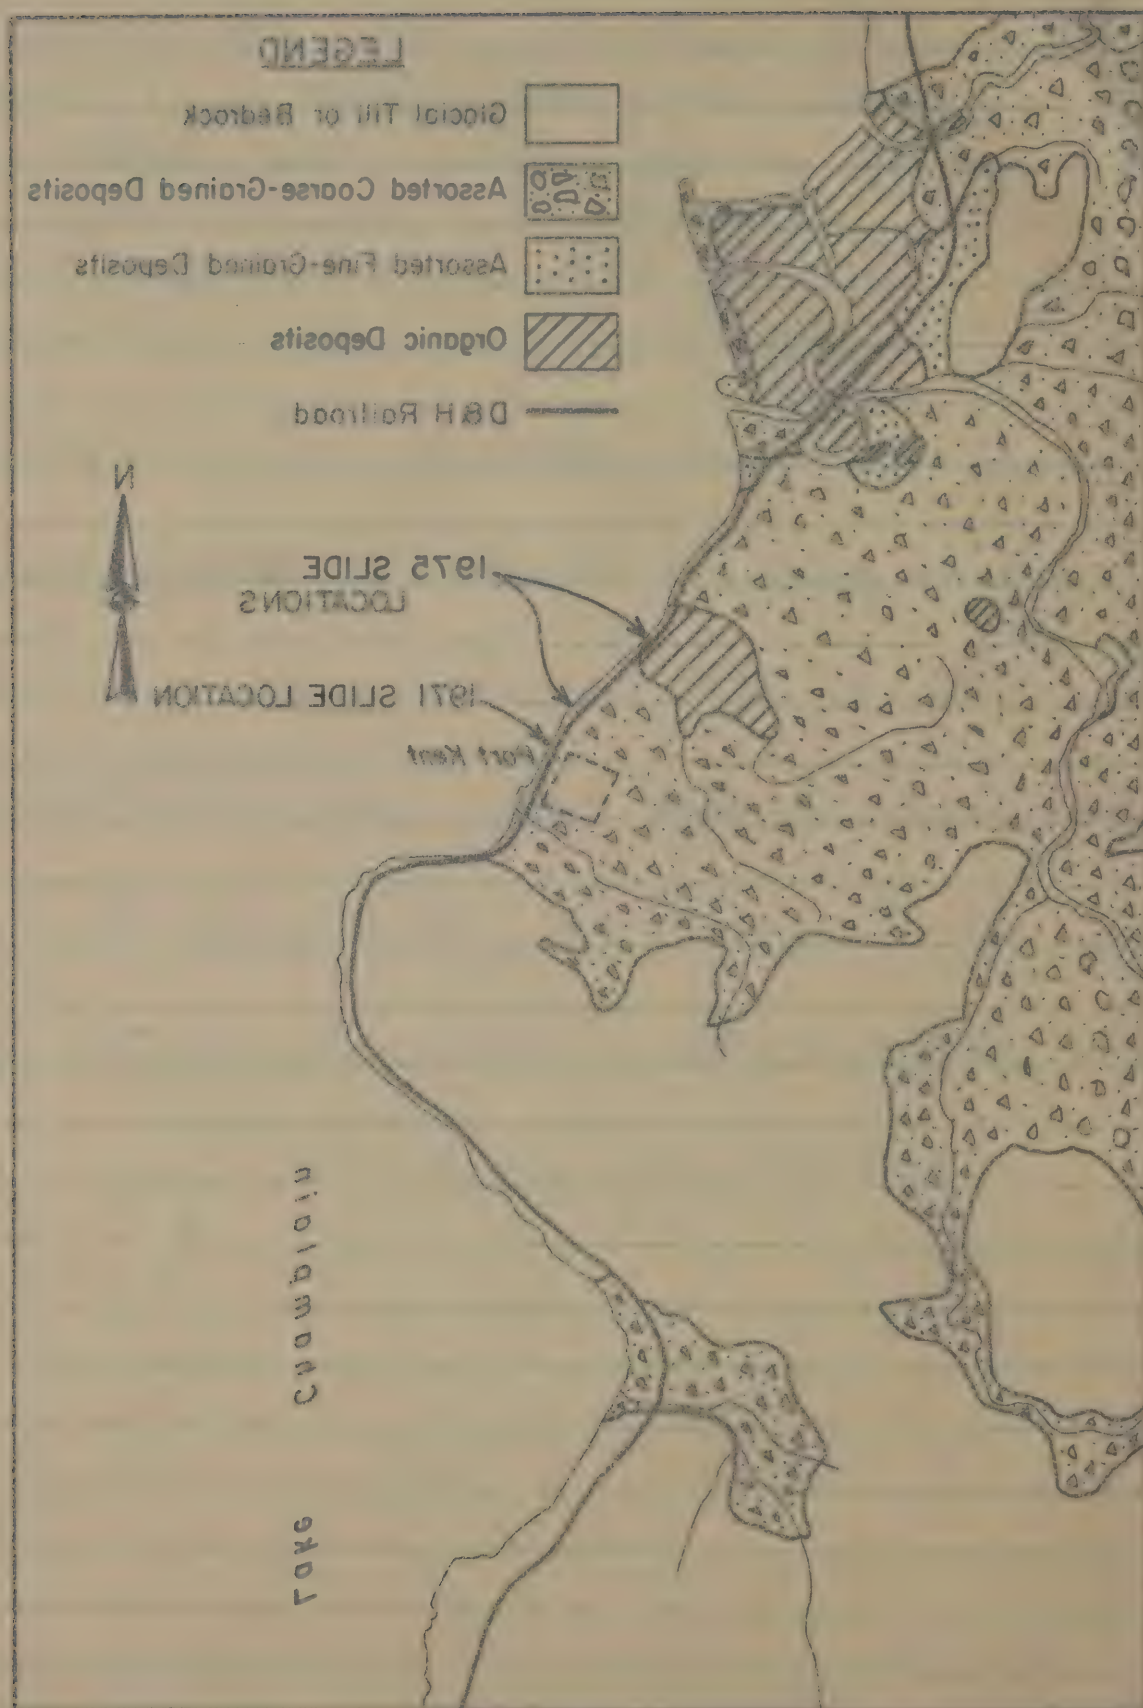 LEGEND
Glacial Till or Bedrock
Assorted Coarse-Grained Deposits
Assorted Fine-Grained Deposits
Organic Deposits
D&H Railroad
N
1975 SLIDE
LOCATIONS
1971 SLIDE LOCATION
Port Kent
Lake Champlain